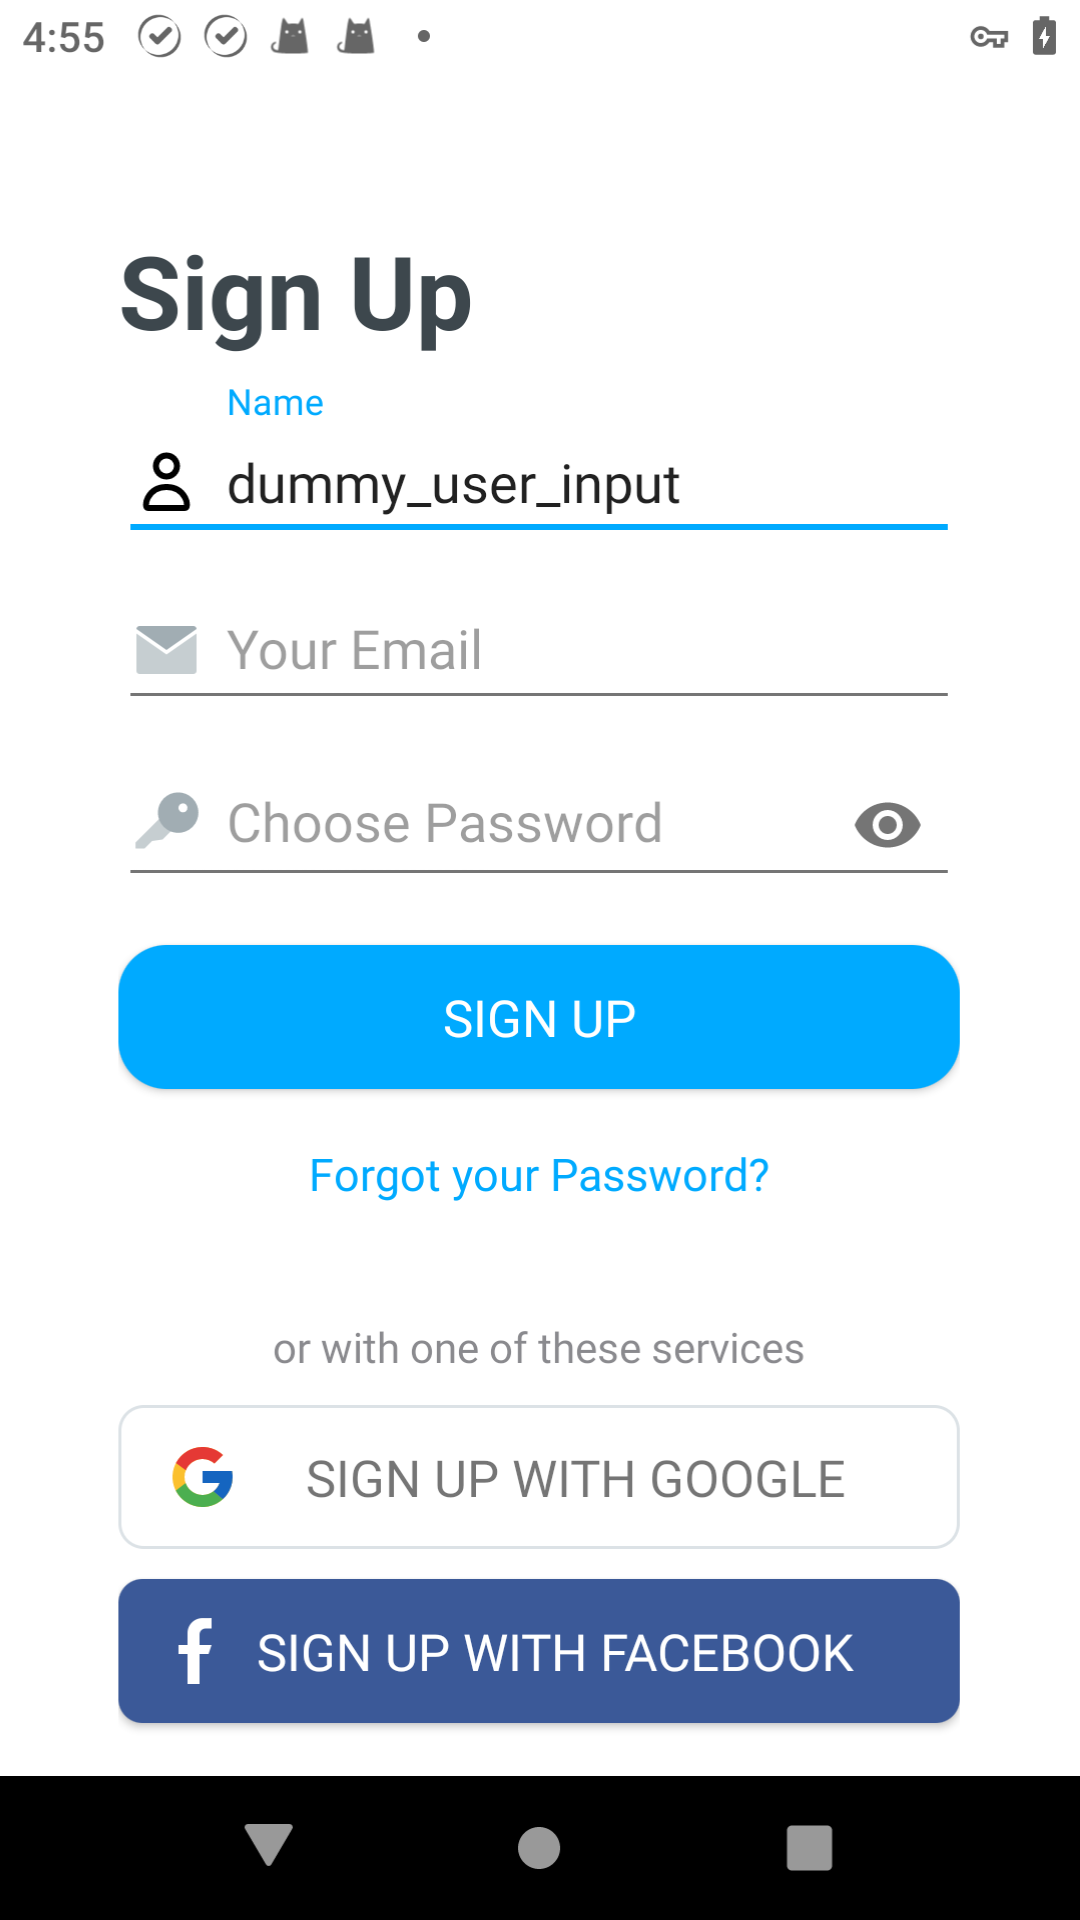 4:55
Sign Up
Name
dummy_user_input
Your Email
Choose Password
SIGN UP
Forgot your Password?
or with one of these services
SIGN UP WITH GOOGLE
SIGN UP WITH FACEBOOK